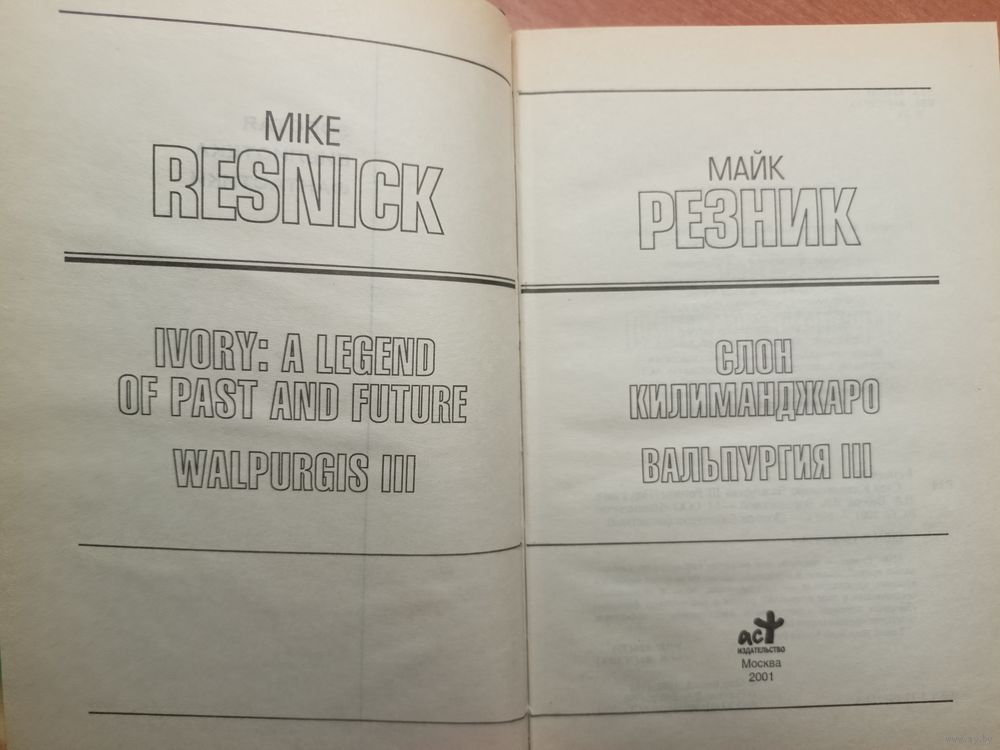 MIKE
RESNICK
IVORY: A LEGEND
OF PAST AND FUTURE
WALPURGIS III
МАЙК
РЕЗНИК
СЛОН
КИЛИМАНДЖАРО
ВАЛЬПУРГИЯ III
аст
ИЗДАТЕЛЬСТВО
Москва
2001